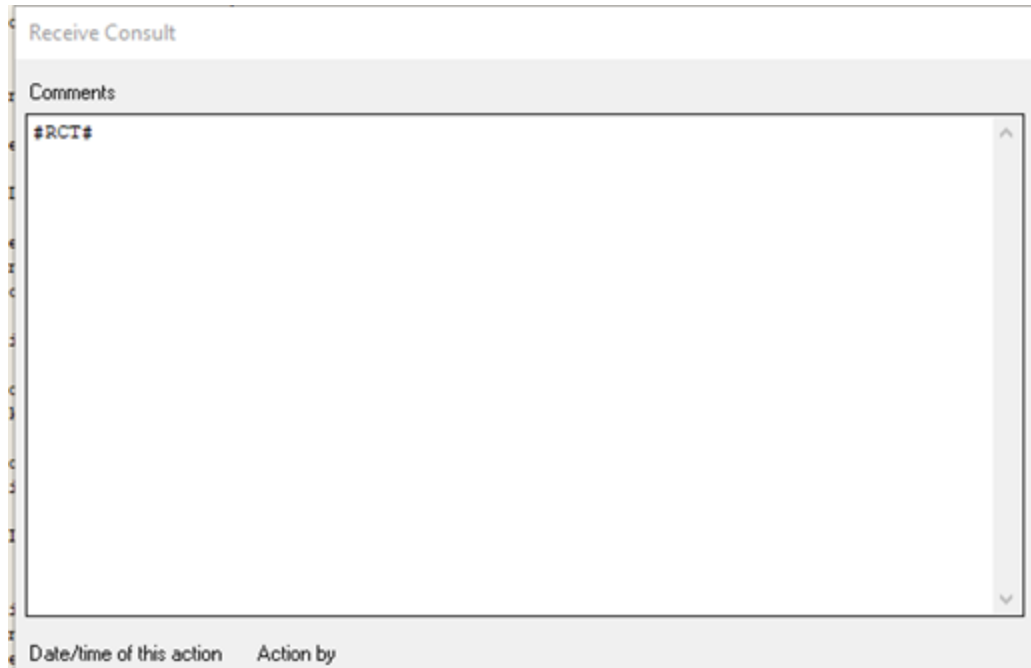 Receive Consult
Comments
#RCT#
Date/time of this action Action by